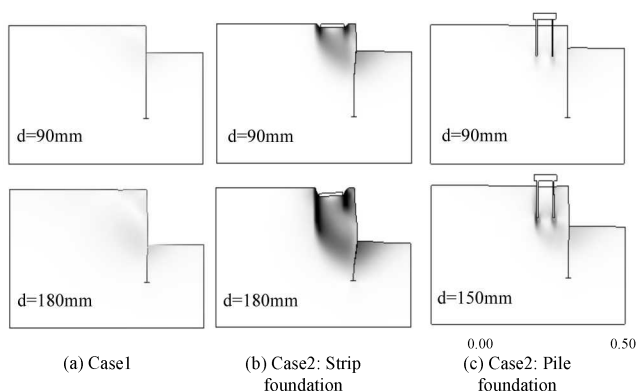 d=90mm
d=90mm
d=90mm
d=180mm
d=180mm
d=150mm
0.00 0.50
(a) Case1
(b) Case2: Strip
foundation
(c) Case2: Pile
foundation